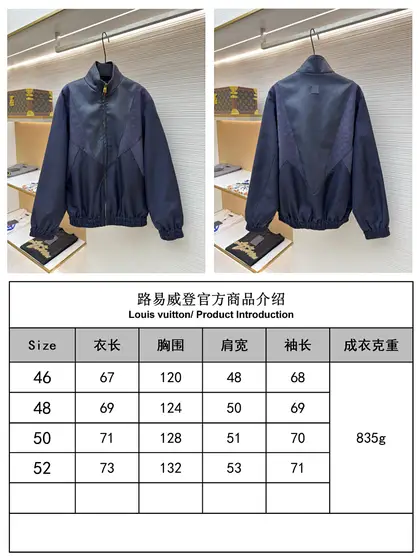 路易威登官方商品介绍
Louis vuitton/ Product Introduction
Size 衣长 胸围 肩宽 袖长 成衣克重
46 67 120 48 68
48 69 124 50 69
50 71 128 51 70 835g
52 73 132 53 71